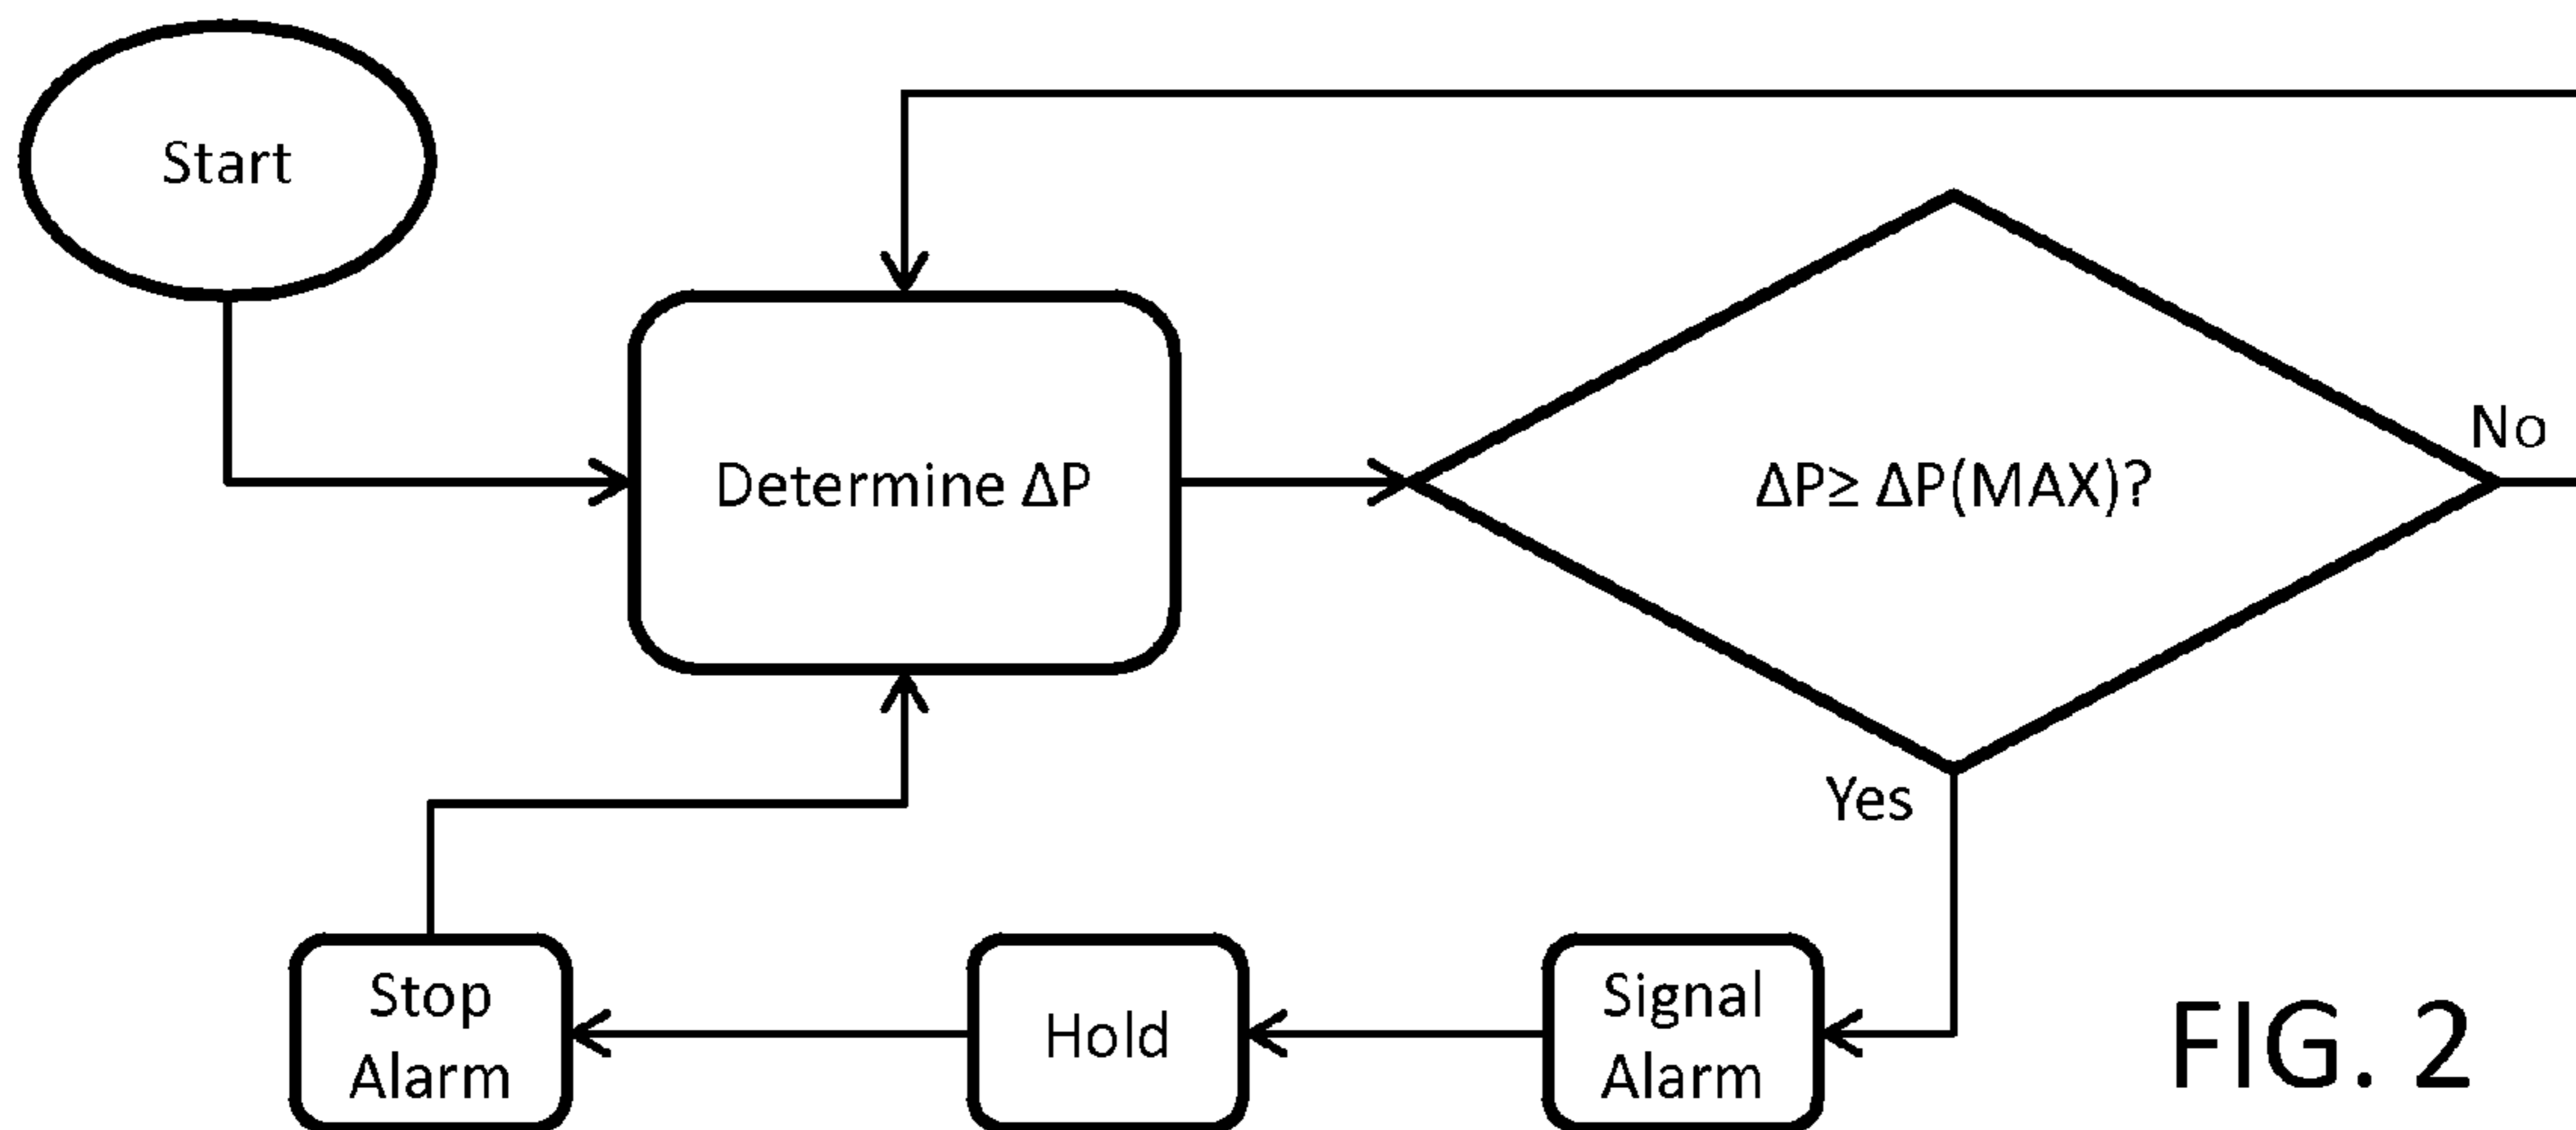 Start
Determine ΔP
ΔP≥ ΔP(MAX)?
No
Yes
Stop
Alarm
Hold
Signal
Alarm
FIG. 2